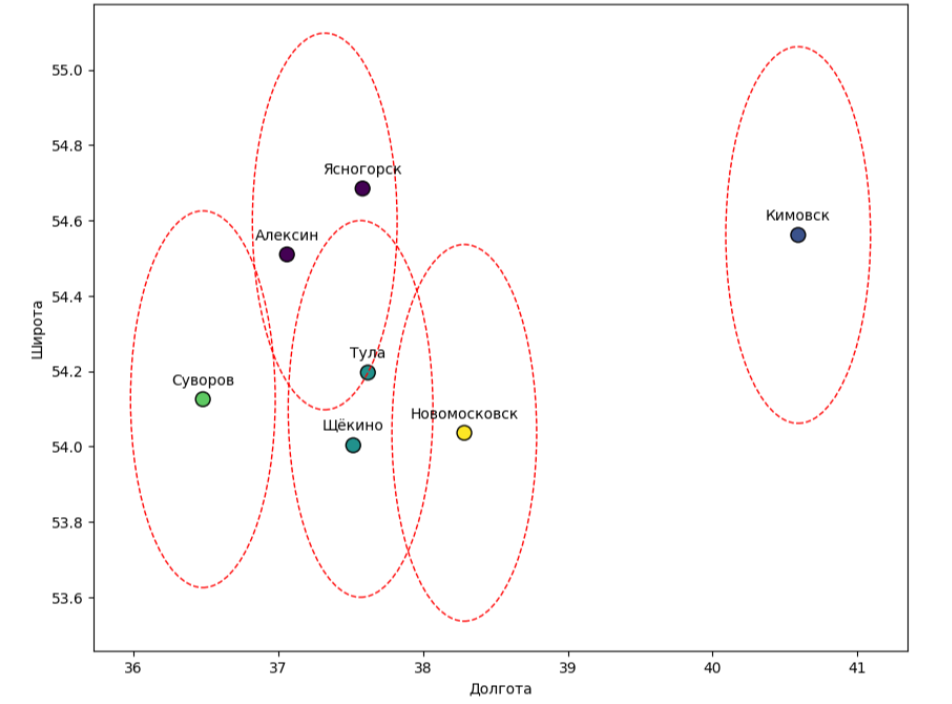 Широта
55.0
54.8
54.6
54.4
54.2
54.0
53.8
53.6
Ясногорск
Кимовск
Алексин
Тула
Суворов
Новомосковск
Щёкино
36 37 38 39 40 41
Долгота